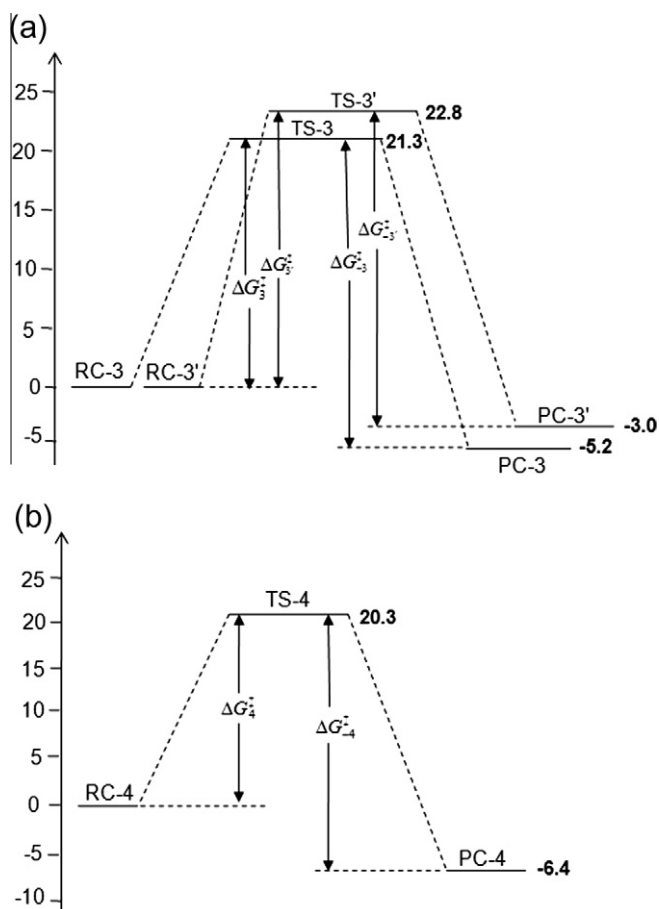 (a)
25
20
15
10
5
0
-5
TS-3'
22.8
TS-3
21.3
ΔG‡3
ΔG‡3'
ΔG‡-3
ΔG‡-3'
RC-3
RC-3'
PC-3'
-3.0
-5.2
PC-3
(b)
25
20
15
10
5
0
-5
-10
TS-4
20.3
ΔG‡4
ΔG‡-4
RC-4
PC-4
-6.4